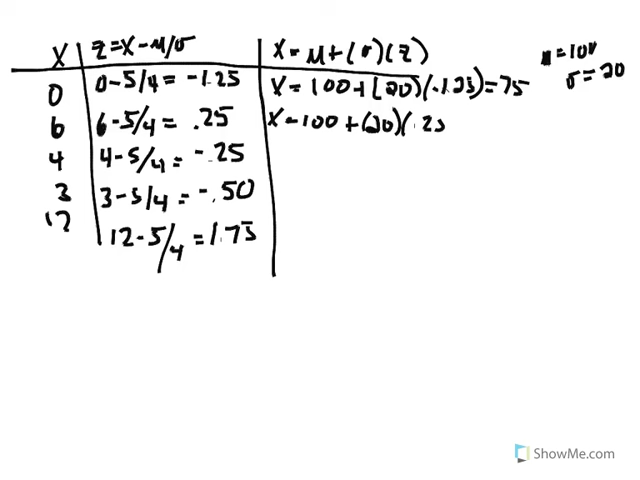 X z=X-μ/σ X=μ+(σ)(z) μ=100
σ=20
0 0-5/4= -1.25 X=100+(20)(-1.25)=75
6 6-5/4= .25 X=100+(20)(.25
4 4-5/4= -.25
3 3-5/4= -.50
12 12-5/4=1.75
ShowMe.com